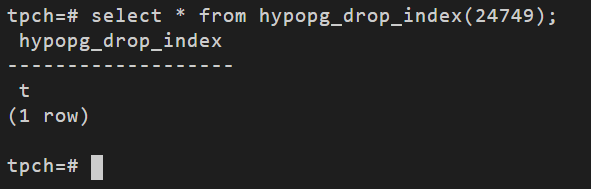 tpch=# select * from hypopg_drop_index(24749);
 hypopg_drop_index
-------------------
 t
(1 row)

tpch=#